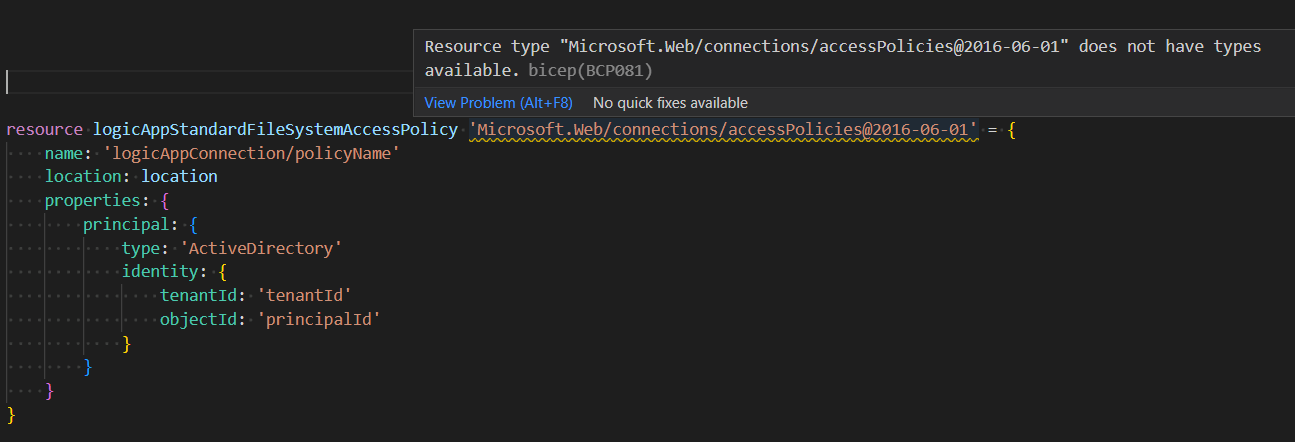 Resource type "Microsoft.Web/connections/accessPolicies@2016-06-01" does not have types
available. bicep(BCP081)
View Problem (Alt+F8) No quick fixes available
resource logicAppStandardFileSystemAccessPolicy 'Microsoft.Web/connections/accessPolicies@2016-06-01' = {
    name: 'logicAppConnection/policyName'
    location: location
    properties: {
        principal: {
            type: 'ActiveDirectory'
            identity: {
                tenantId: 'tenantId'
                objectId: 'principalId'
            }
        }
    }
}